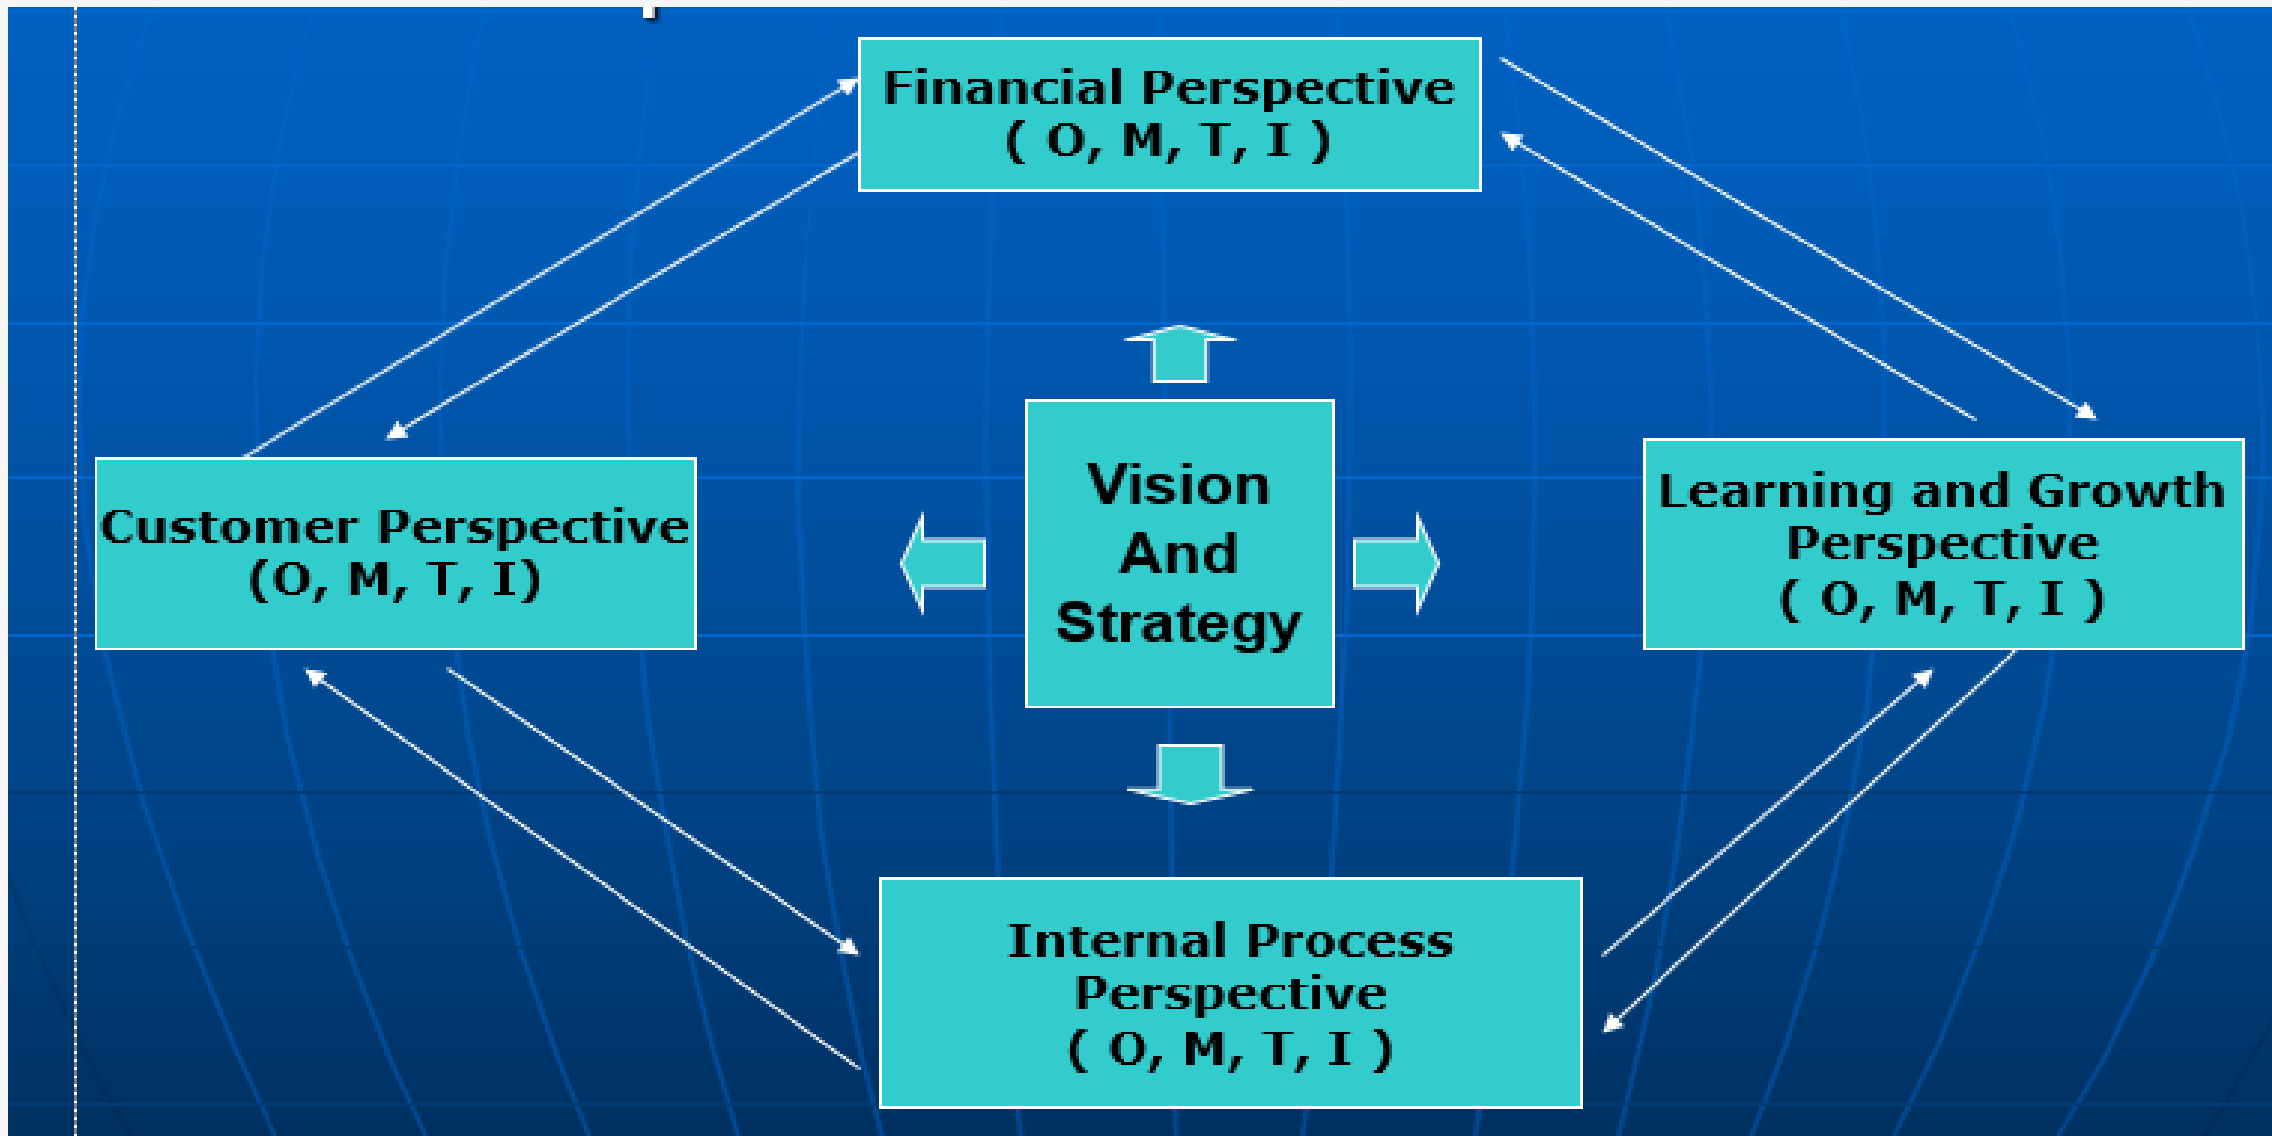 Financial Perspective
( O, M, T, I )
Customer Perspective
(O, M, T, I)
Vision
And
Strategy
Learning and Growth
Perspective
( O, M, T, I )
Internal Process
Perspective
( O, M, T, I )